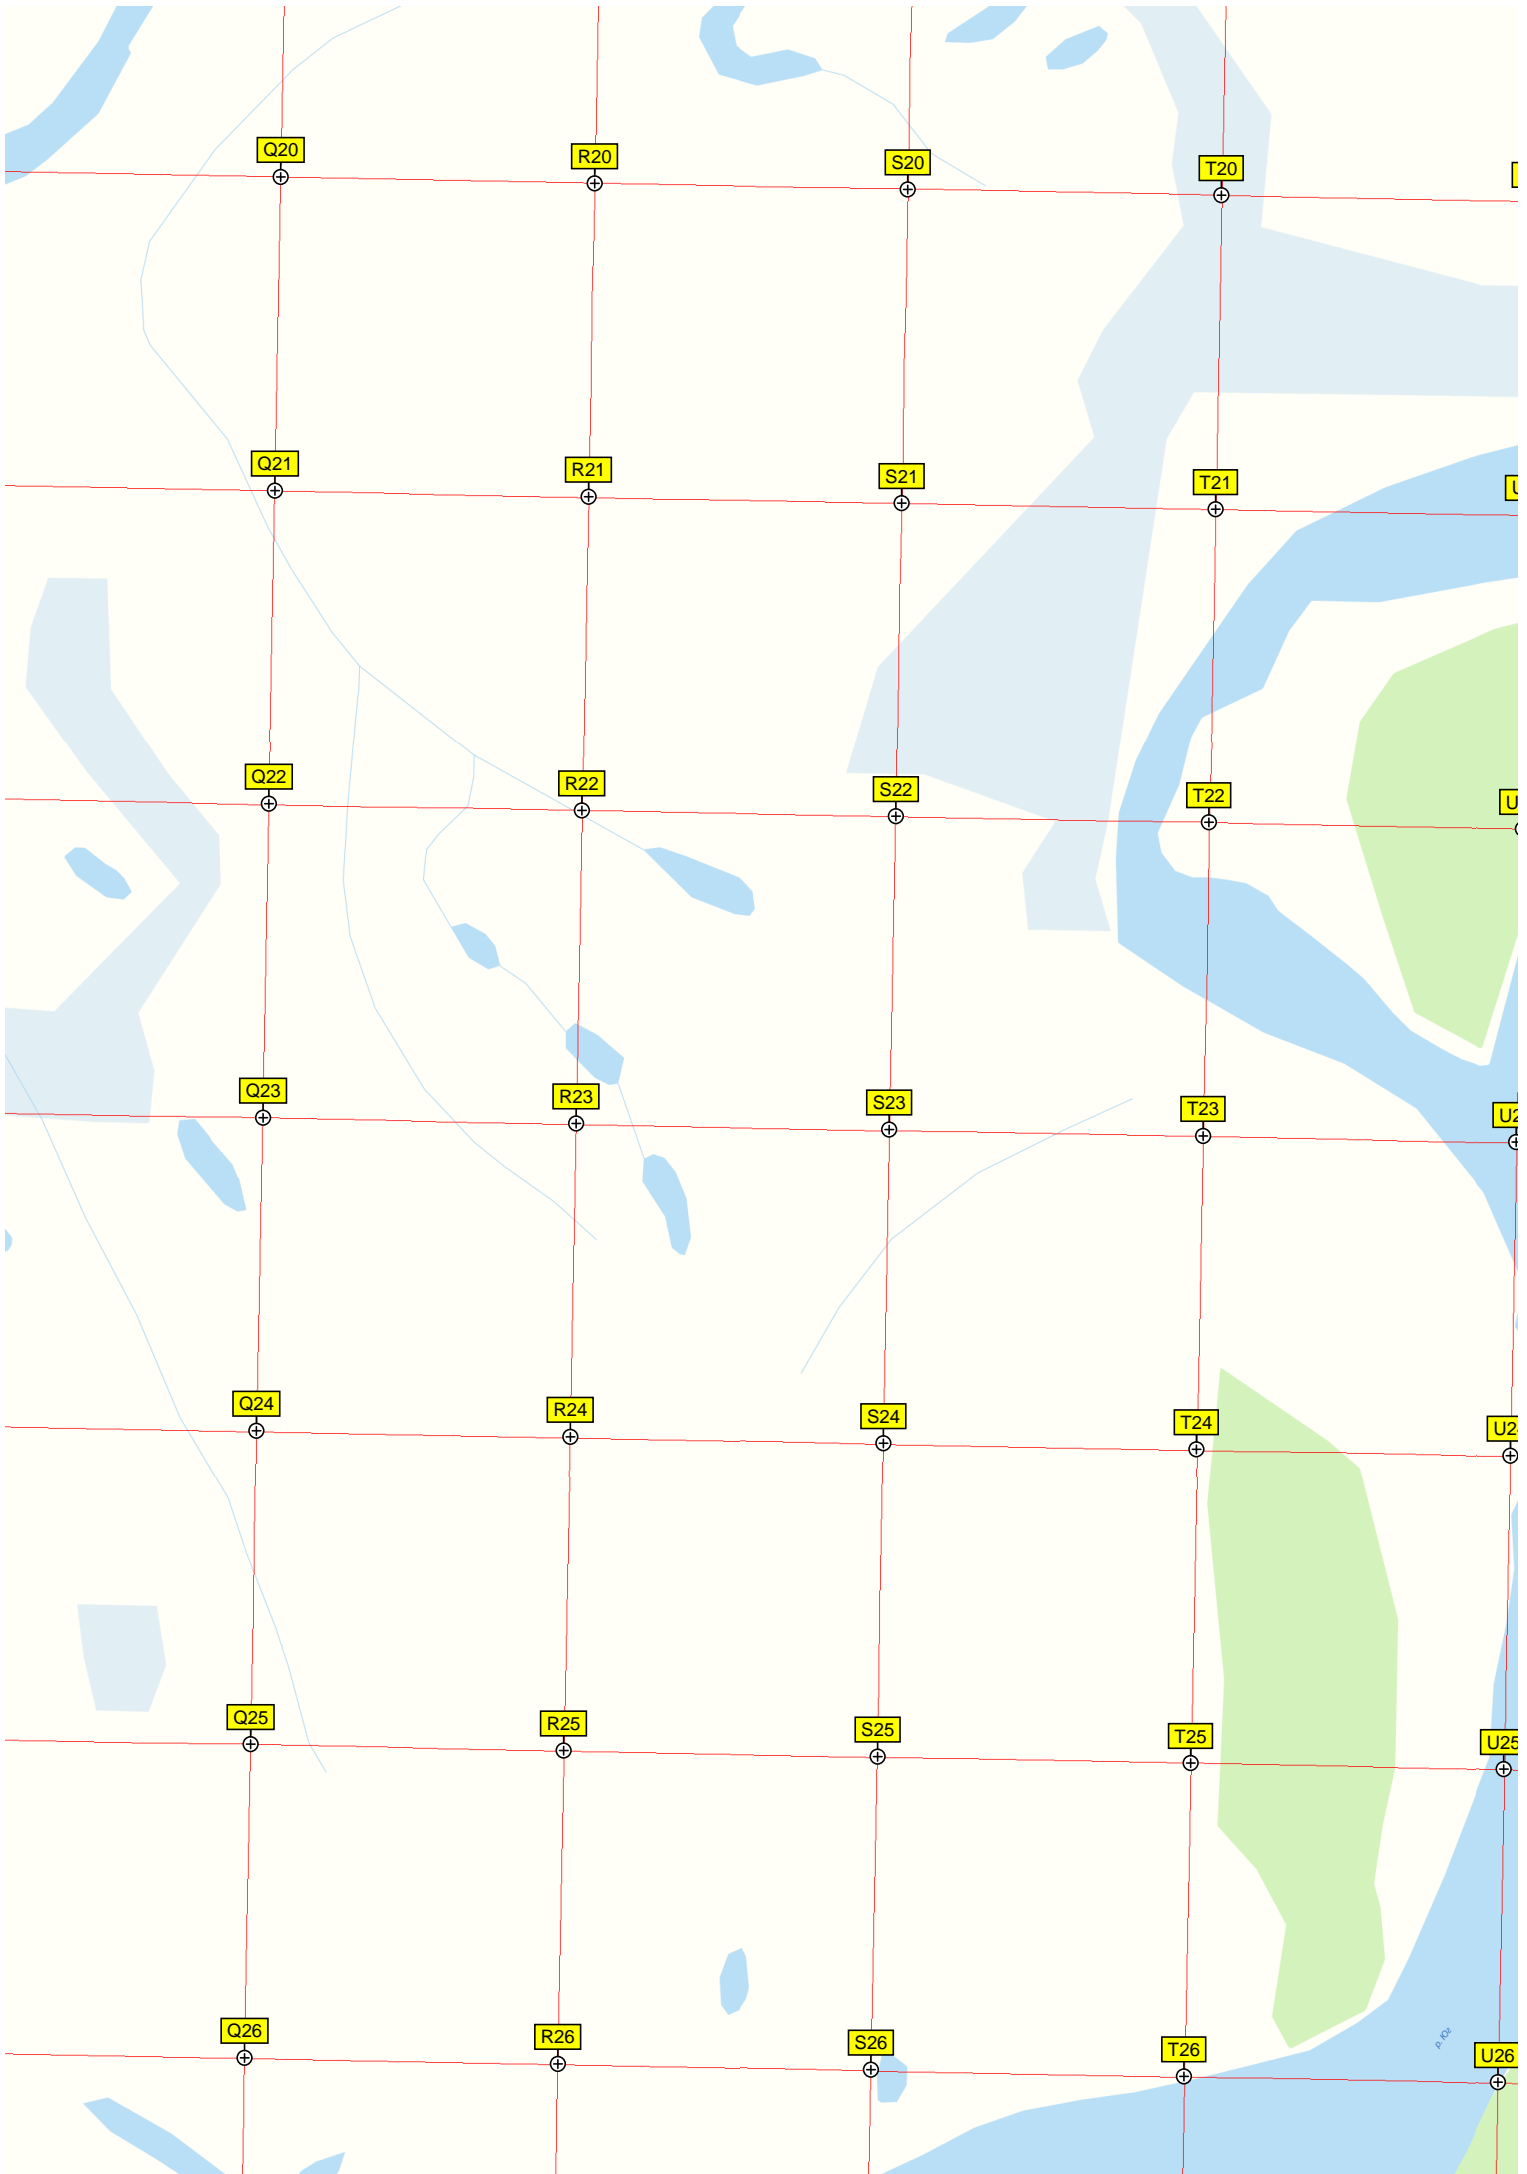 Q20 R20 S20 T20
Q21 R21 S21 T21
Q22 R22 S22 T22
Q23 R23 S23 T23
Q24 R24 S24 T24
Q25 R25 S25 T25 U25
р. Юг
Q26 R26 S26 T26 U26